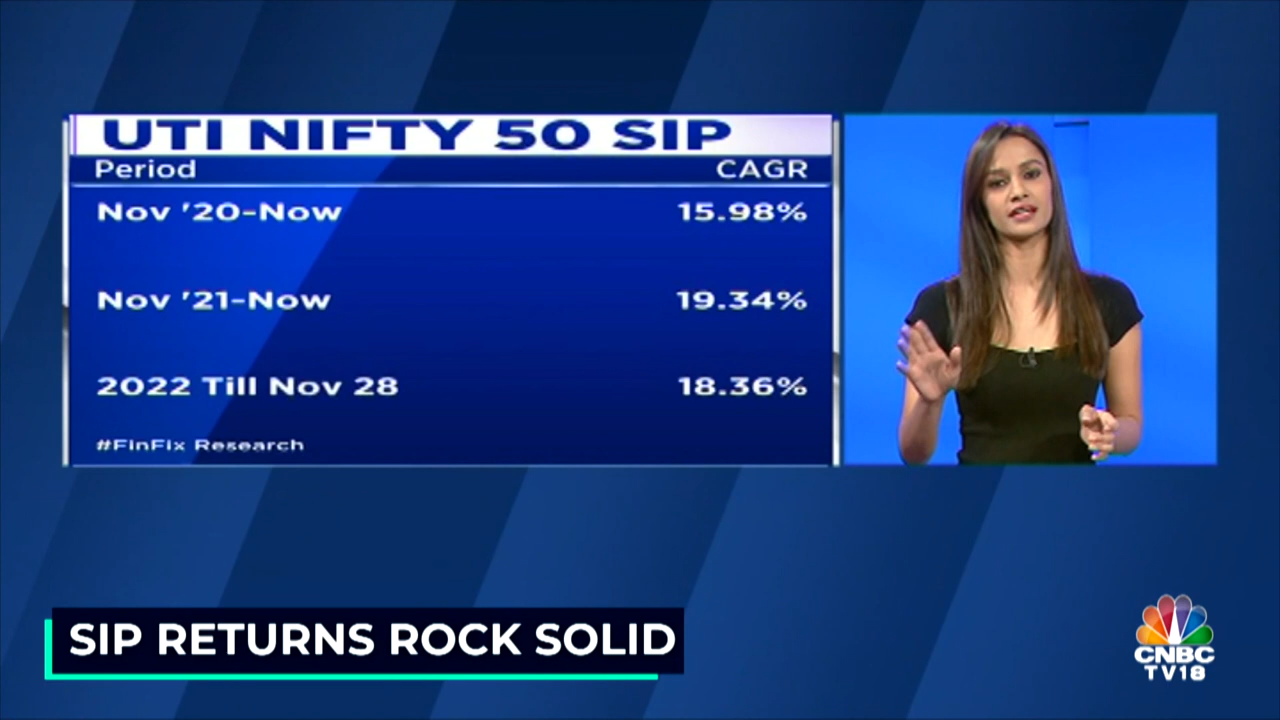 UTI NIFTY 50 SIP
Period CAGR
Nov '20-Now 15.98%
Nov '21-Now 19.34%
2022 Till Nov 28 18.36%
#FinFix Research
SIP RETURNS ROCK SOLID
CNBC
TV18